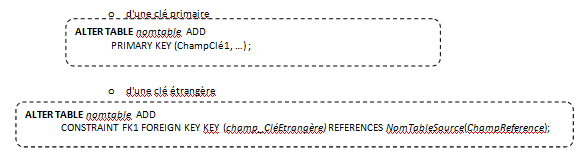 o d'une clé primaire
ALTER TABLE nomtable ADD
PRIMARY KEY (ChampClé1, …) ;
o d'une clé étrangère
ALTER TABLE nomtable ADD
CONSTRAINT FK1 FOREIGN KEY KEY (champ_CléEtrangère) REFERENCES NomTableSource(ChampReference);